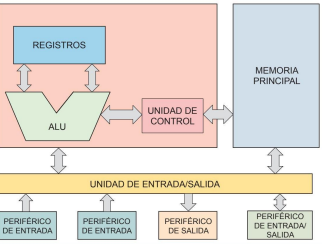 REGISTROS
ALU
UNIDAD DE
CONTROL
MEMORIA
PRINCIPAL
UNIDAD DE ENTRADA/SALIDA
PERIFÉRICO
DE ENTRADA
PERIFÉRICO
DE ENTRADA
PERIFÉRICO
DE SALIDA
PERIFÉRICO
DE ENTRADA/
SALIDA